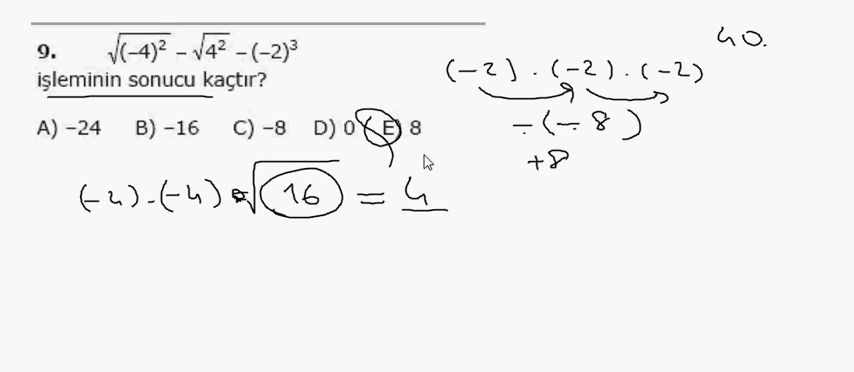 9. √(−4)² − √4² − (−2)³
işleminin sonucu kaçtır?
A) −24 B) −16 C) −8 D) 0 E) 8
40.
(−2) · (−2) · (−2)
− (− 8)
+8
(−4) · (−4) = √16 = 4